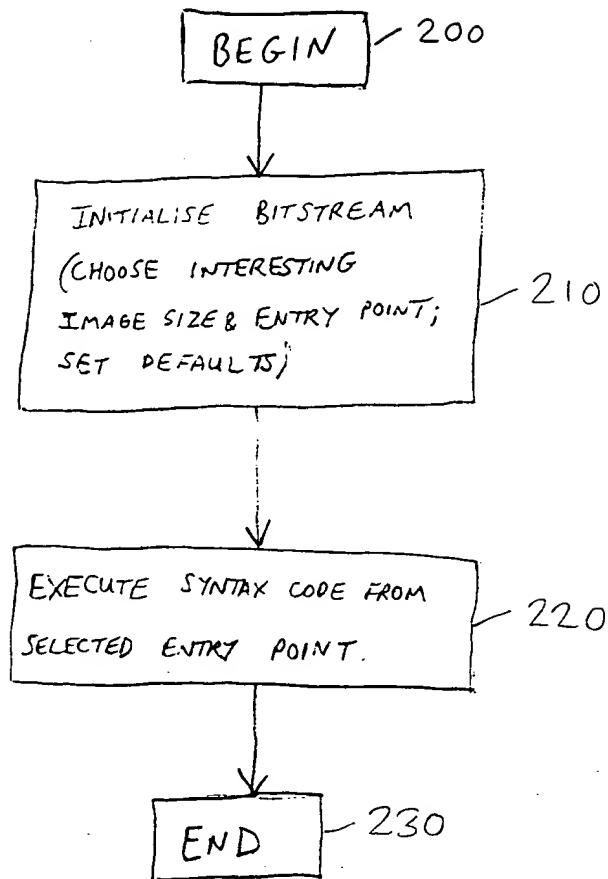 BEGIN 200
INITIALISE BITSTREAM
(CHOOSE INTERESTING
IMAGE SIZE & ENTRY POINT;
SET DEFAULTS;
210
EXECUTE SYNTAX CODE FROM
SELECTED ENTRY POINT.
220
END 230